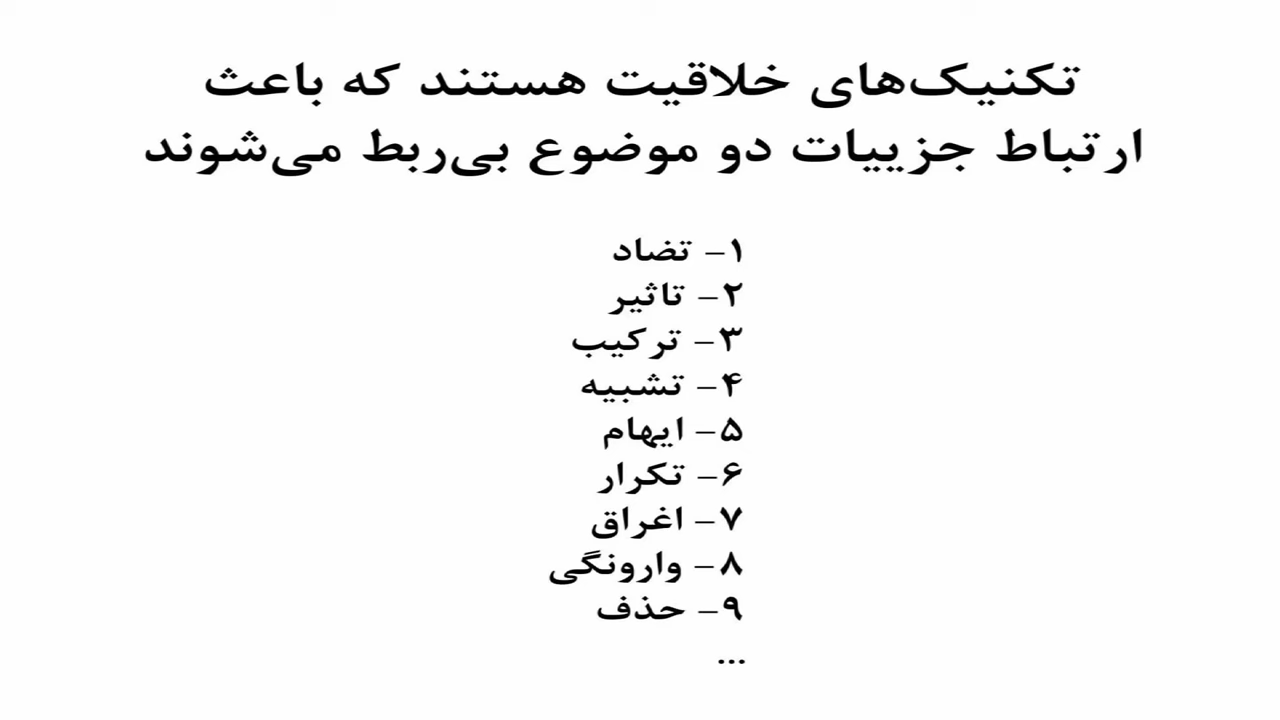 تکنیک‌های خلاقیت هستند که باعث
ارتباط جزییات دو موضوع بی‌ربط می‌شوند
۱- تضاد
۲- تاثیر
۳- ترکیب
۴- تشبیه
۵- ایهام
۶- تکرار
۷- اغراق
۸- وارونگی
۹- حذف
...